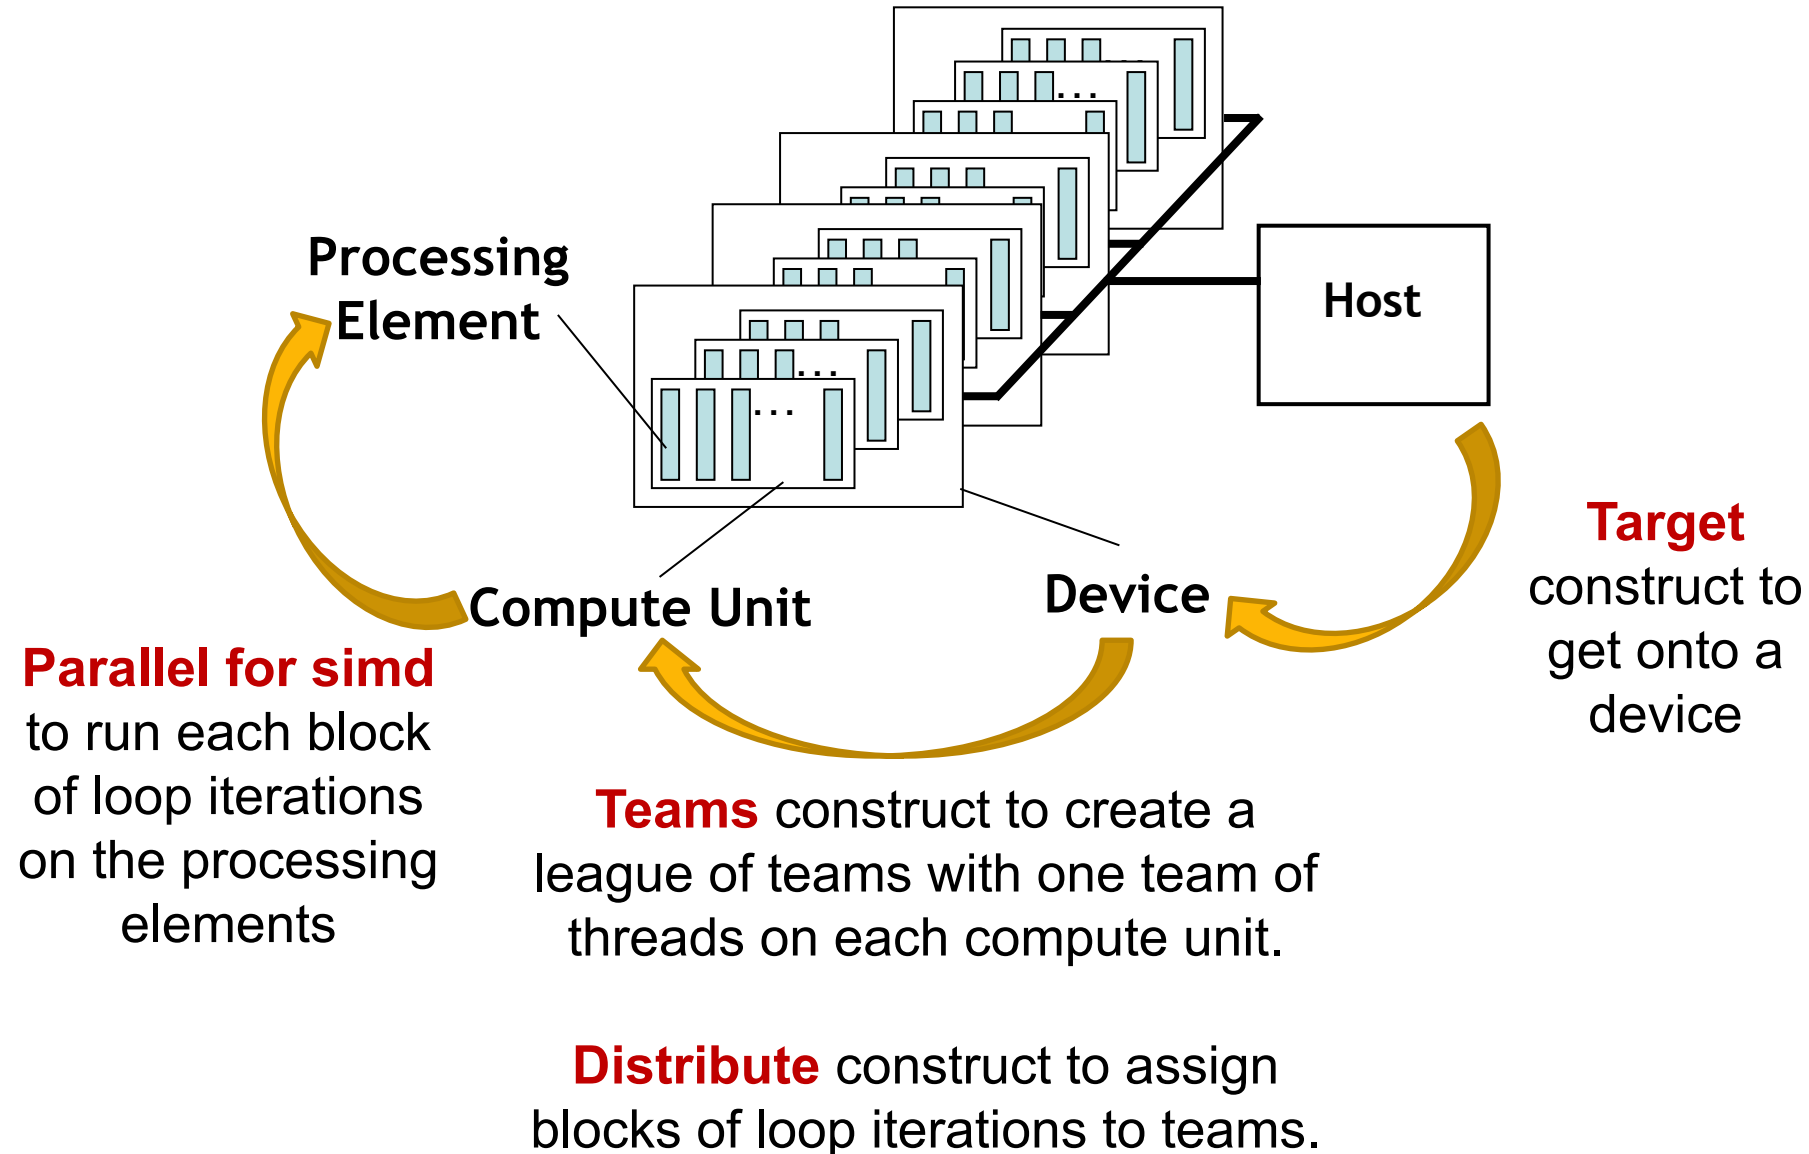 Processing
Element
Host
Compute Unit
Device
Target
construct to
get onto a
device
Parallel for simd
to run each block
of loop iterations
on the processing
elements
Teams construct to create a
league of teams with one team of
threads on each compute unit.
Distribute construct to assign
blocks of loop iterations to teams.